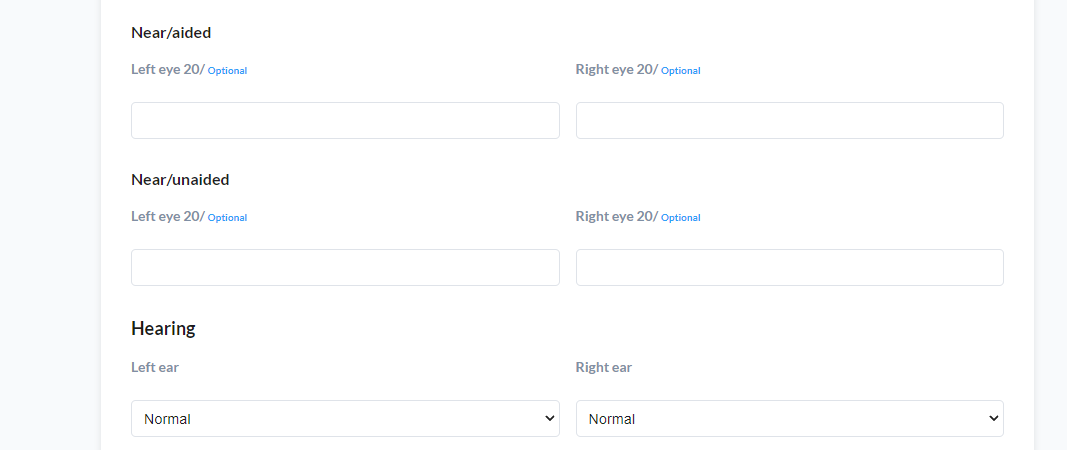 Near/aided
Left eye 20/ Optional Right eye 20/ Optional
Near/unaided
Left eye 20/ Optional Right eye 20/ Optional
Hearing
Left ear Right ear
Normal Normal